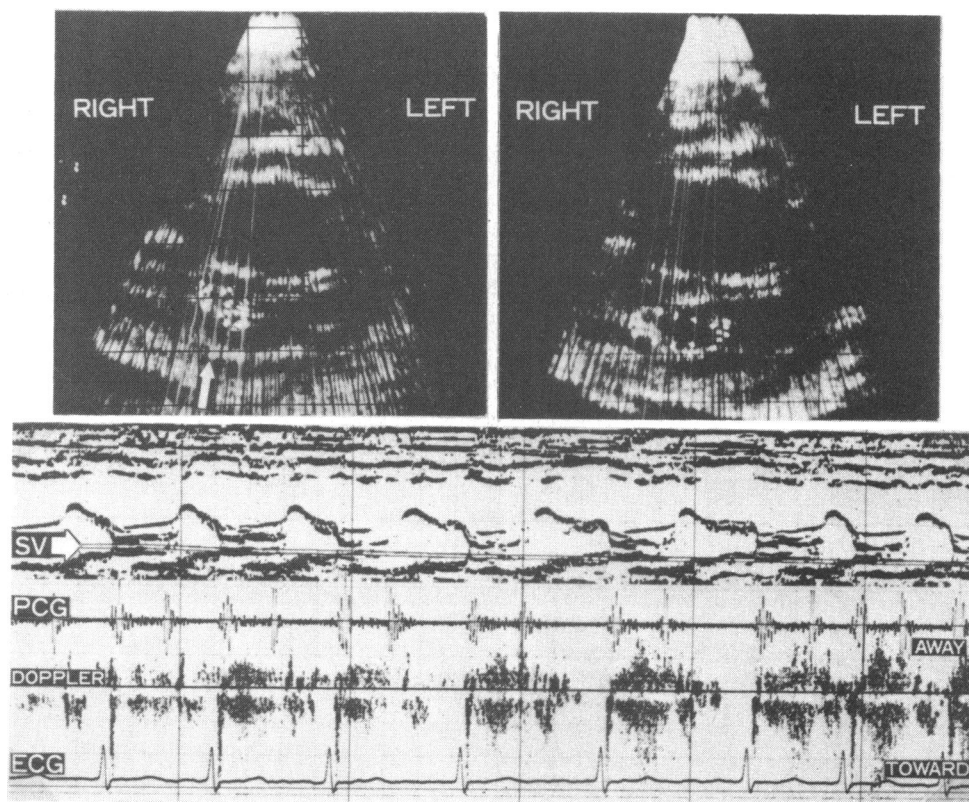 RIGHT LEFT
RIGHT LEFT
SV
PCG
AWAY
DOPPLER
ECG
TOWARD